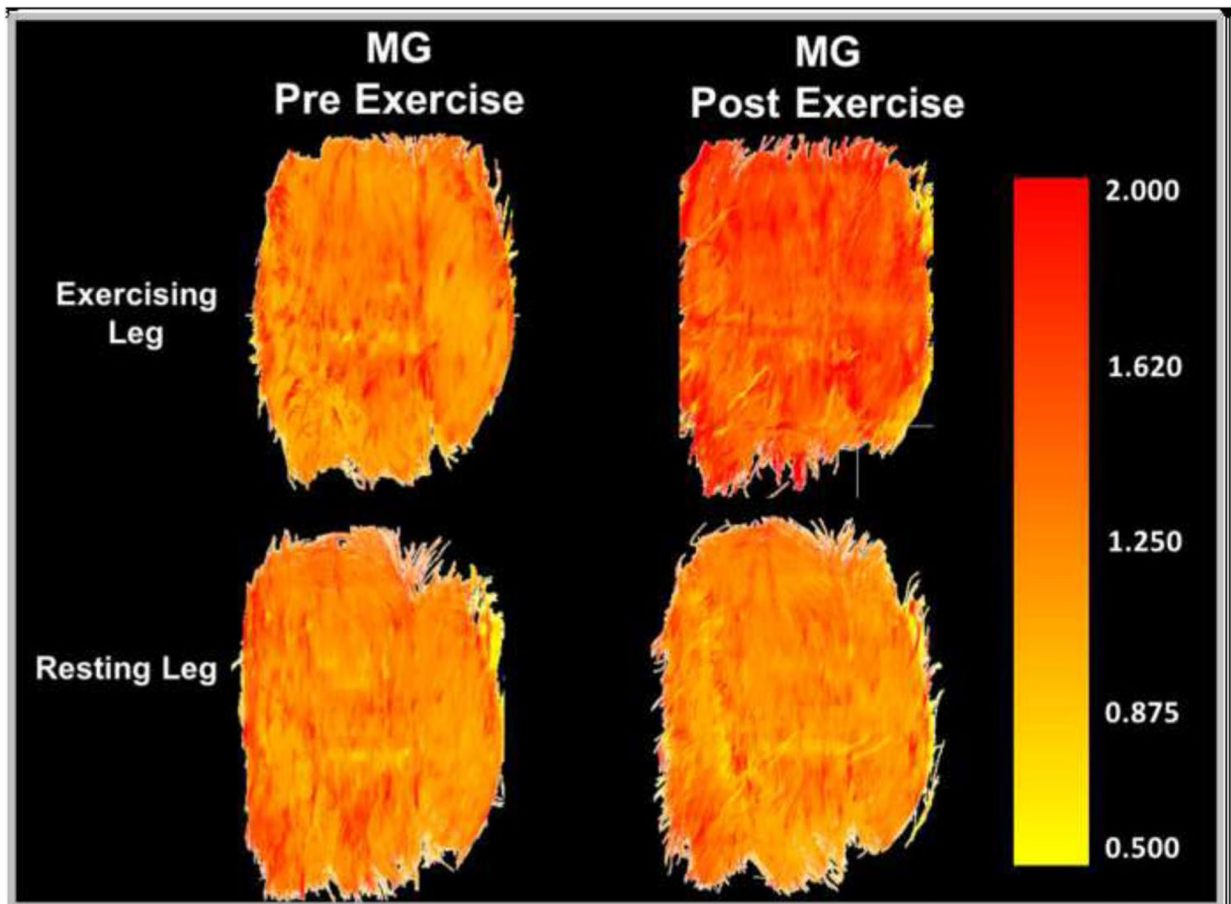 MG
Pre Exercise
MG
Post Exercise
Exercising
Leg
Resting Leg
2.000
1.620
1.250
0.875
0.500